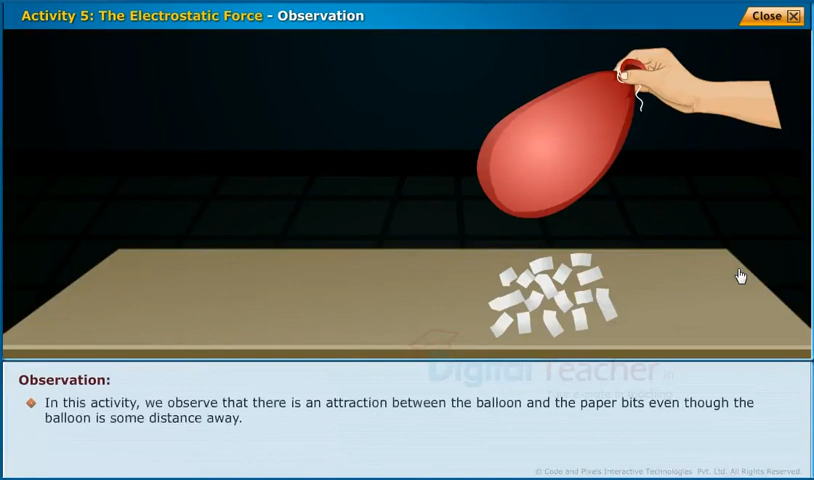 Activity 5: The Electrostatic Force - Observation
Close
Observation:
In this activity, we observe that there is an attraction between the balloon and the paper bits even though the
balloon is some distance away.
Digital Teacher.in
© Code and Pixels Interactive Technologies Pvt. Ltd. All Rights Reserved.